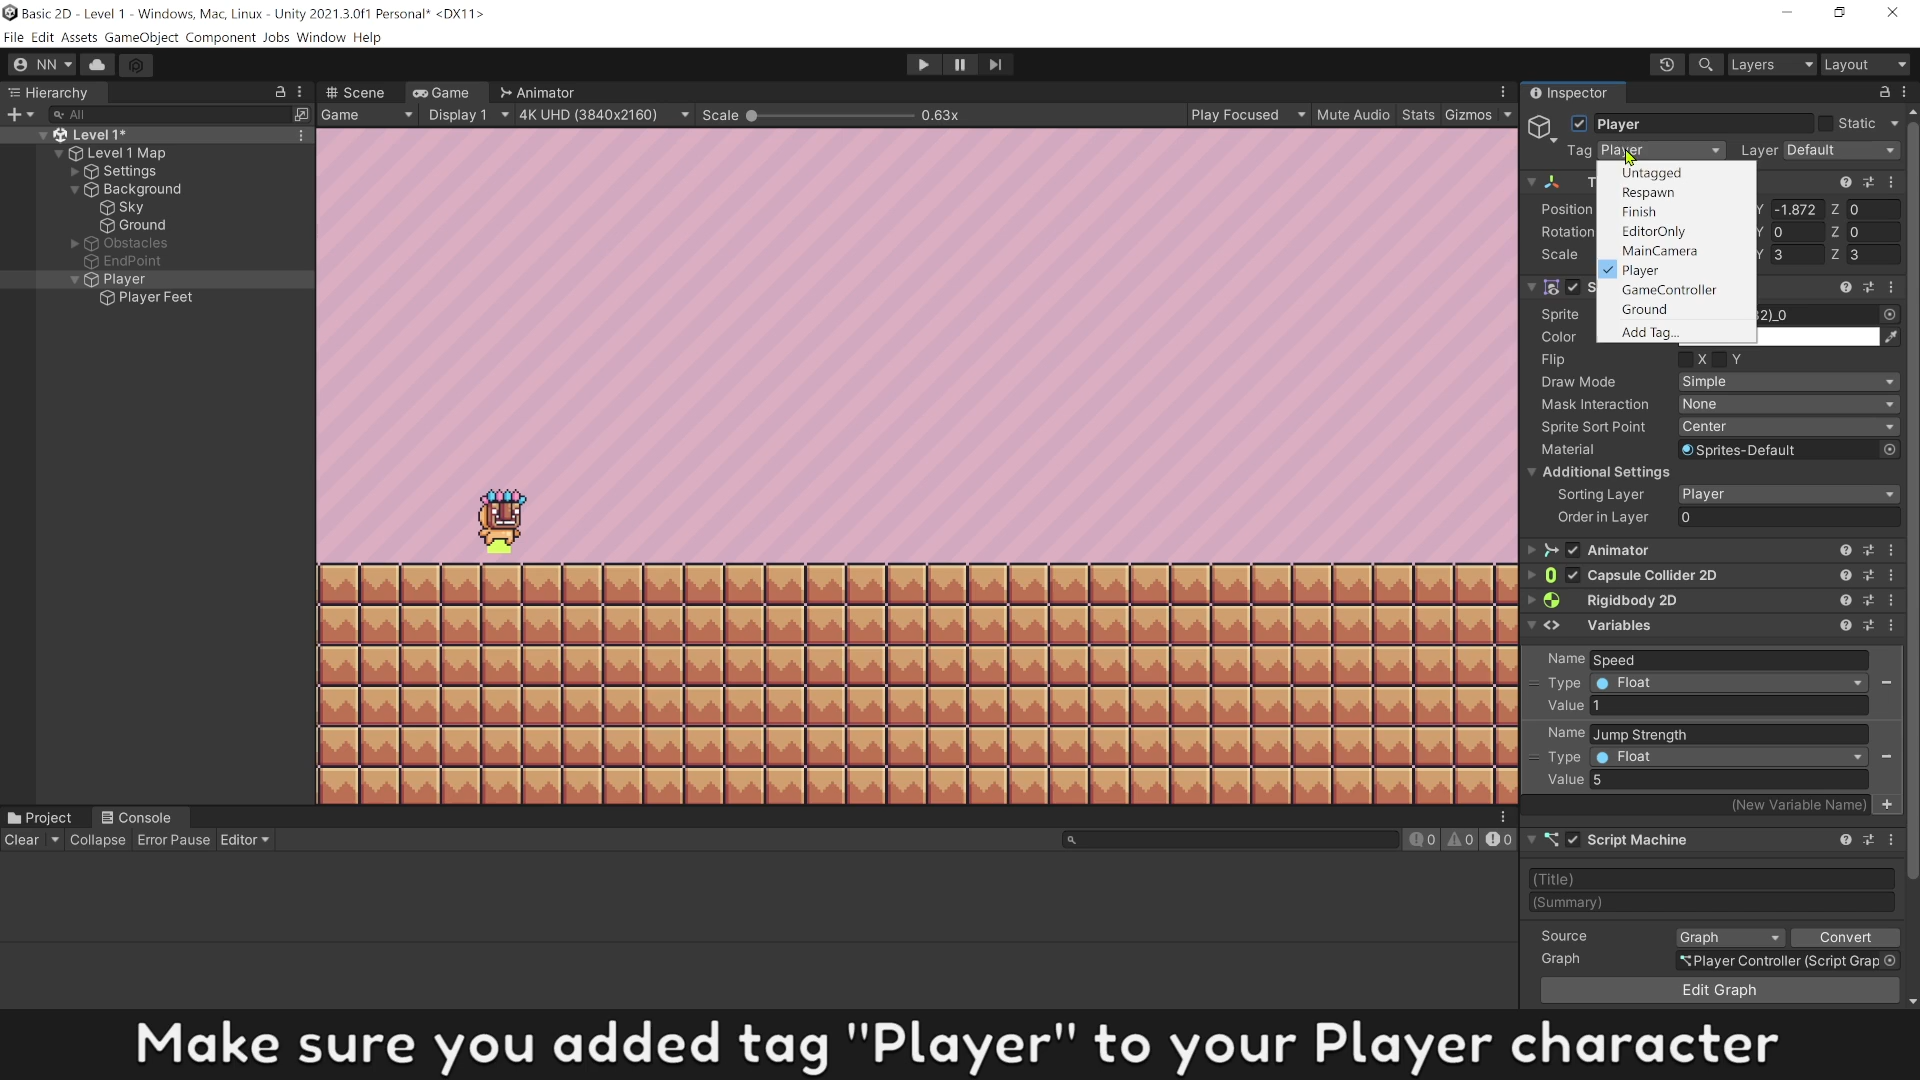 Basic 2D - Level 1 - Windows, Mac, Linux - Unity 2021.3.0f1 Personal* <DX11>
File Edit Assets GameObject Component Jobs Window Help
NN Layers Layout
Hierarchy Scene Game Animator Inspector
All Game Display 1 4K UHD (3840x2160) Scale 0.63x Play Focused Mute Audio Stats Gizmos
Player Static
Level 1*
Tag Player Layer Default
Level 1 Map
Settings
Background
Sky
Ground
Obstacles
EndPoint
Player
Player Feet
Untagged
Respawn
Finish
EditorOnly
MainCamera
Player
GameController
Ground
Add Tag...
T
Position Y -1.872 Z 0
Rotation Y 0 Z 0
Scale Y 3 Z 3
S
Sprite 2)_0
Color
Flip X Y
Draw Mode Simple
Mask Interaction None
Sprite Sort Point Center
Material Sprites-Default
Additional Settings
Sorting Layer Player
Order in Layer 0
Animator
Capsule Collider 2D
Rigidbody 2D
Variables
Name Speed
Type Float
Value 1
Name Jump Strength
Type Float
Value 5
(New Variable Name)
Project Console
Clear Collapse Error Pause Editor 0 0 0
Script Machine
(Title)
(Summary)
Source Graph Convert
Graph Player Controller (Script Grap
Edit Graph
Make sure you added tag "Player" to your Player character